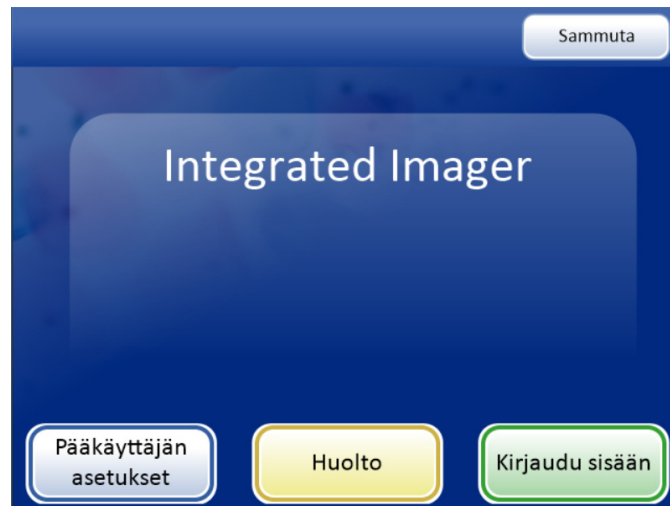 Sammuta
Integrated Imager
Pääkäyttäjän
asetukset
Huolto
Kirjaudu sisään